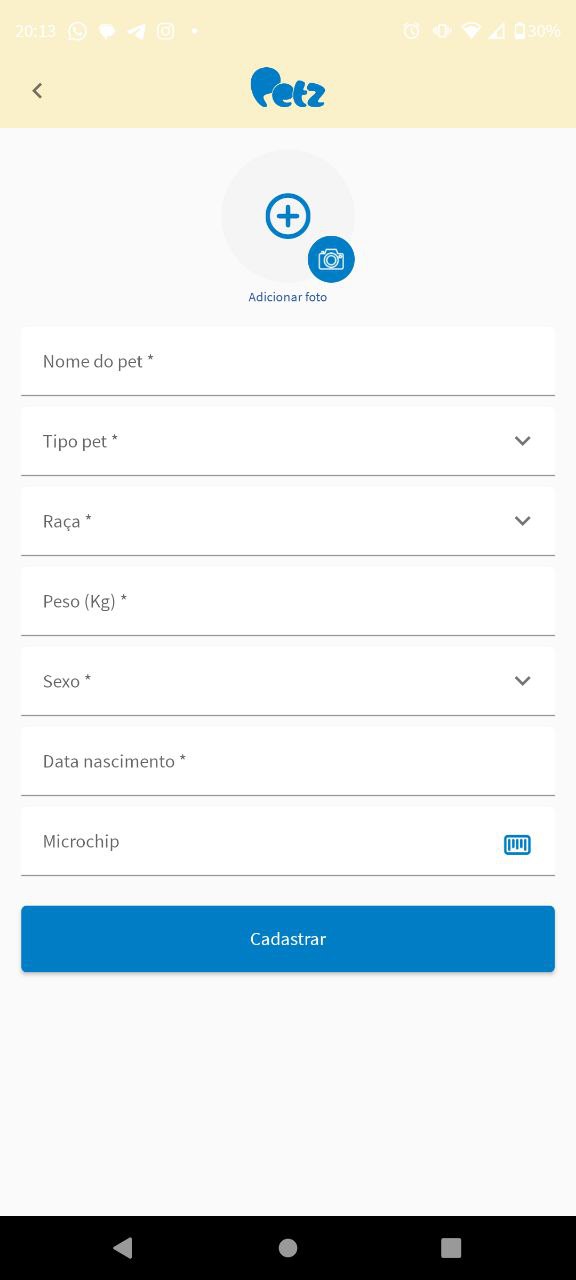 20:13
30%
Petz
Adicionar foto
Nome do pet *
Tipo pet *
Raça *
Peso (Kg) *
Sexo *
Data nascimento *
Microchip
Cadastrar